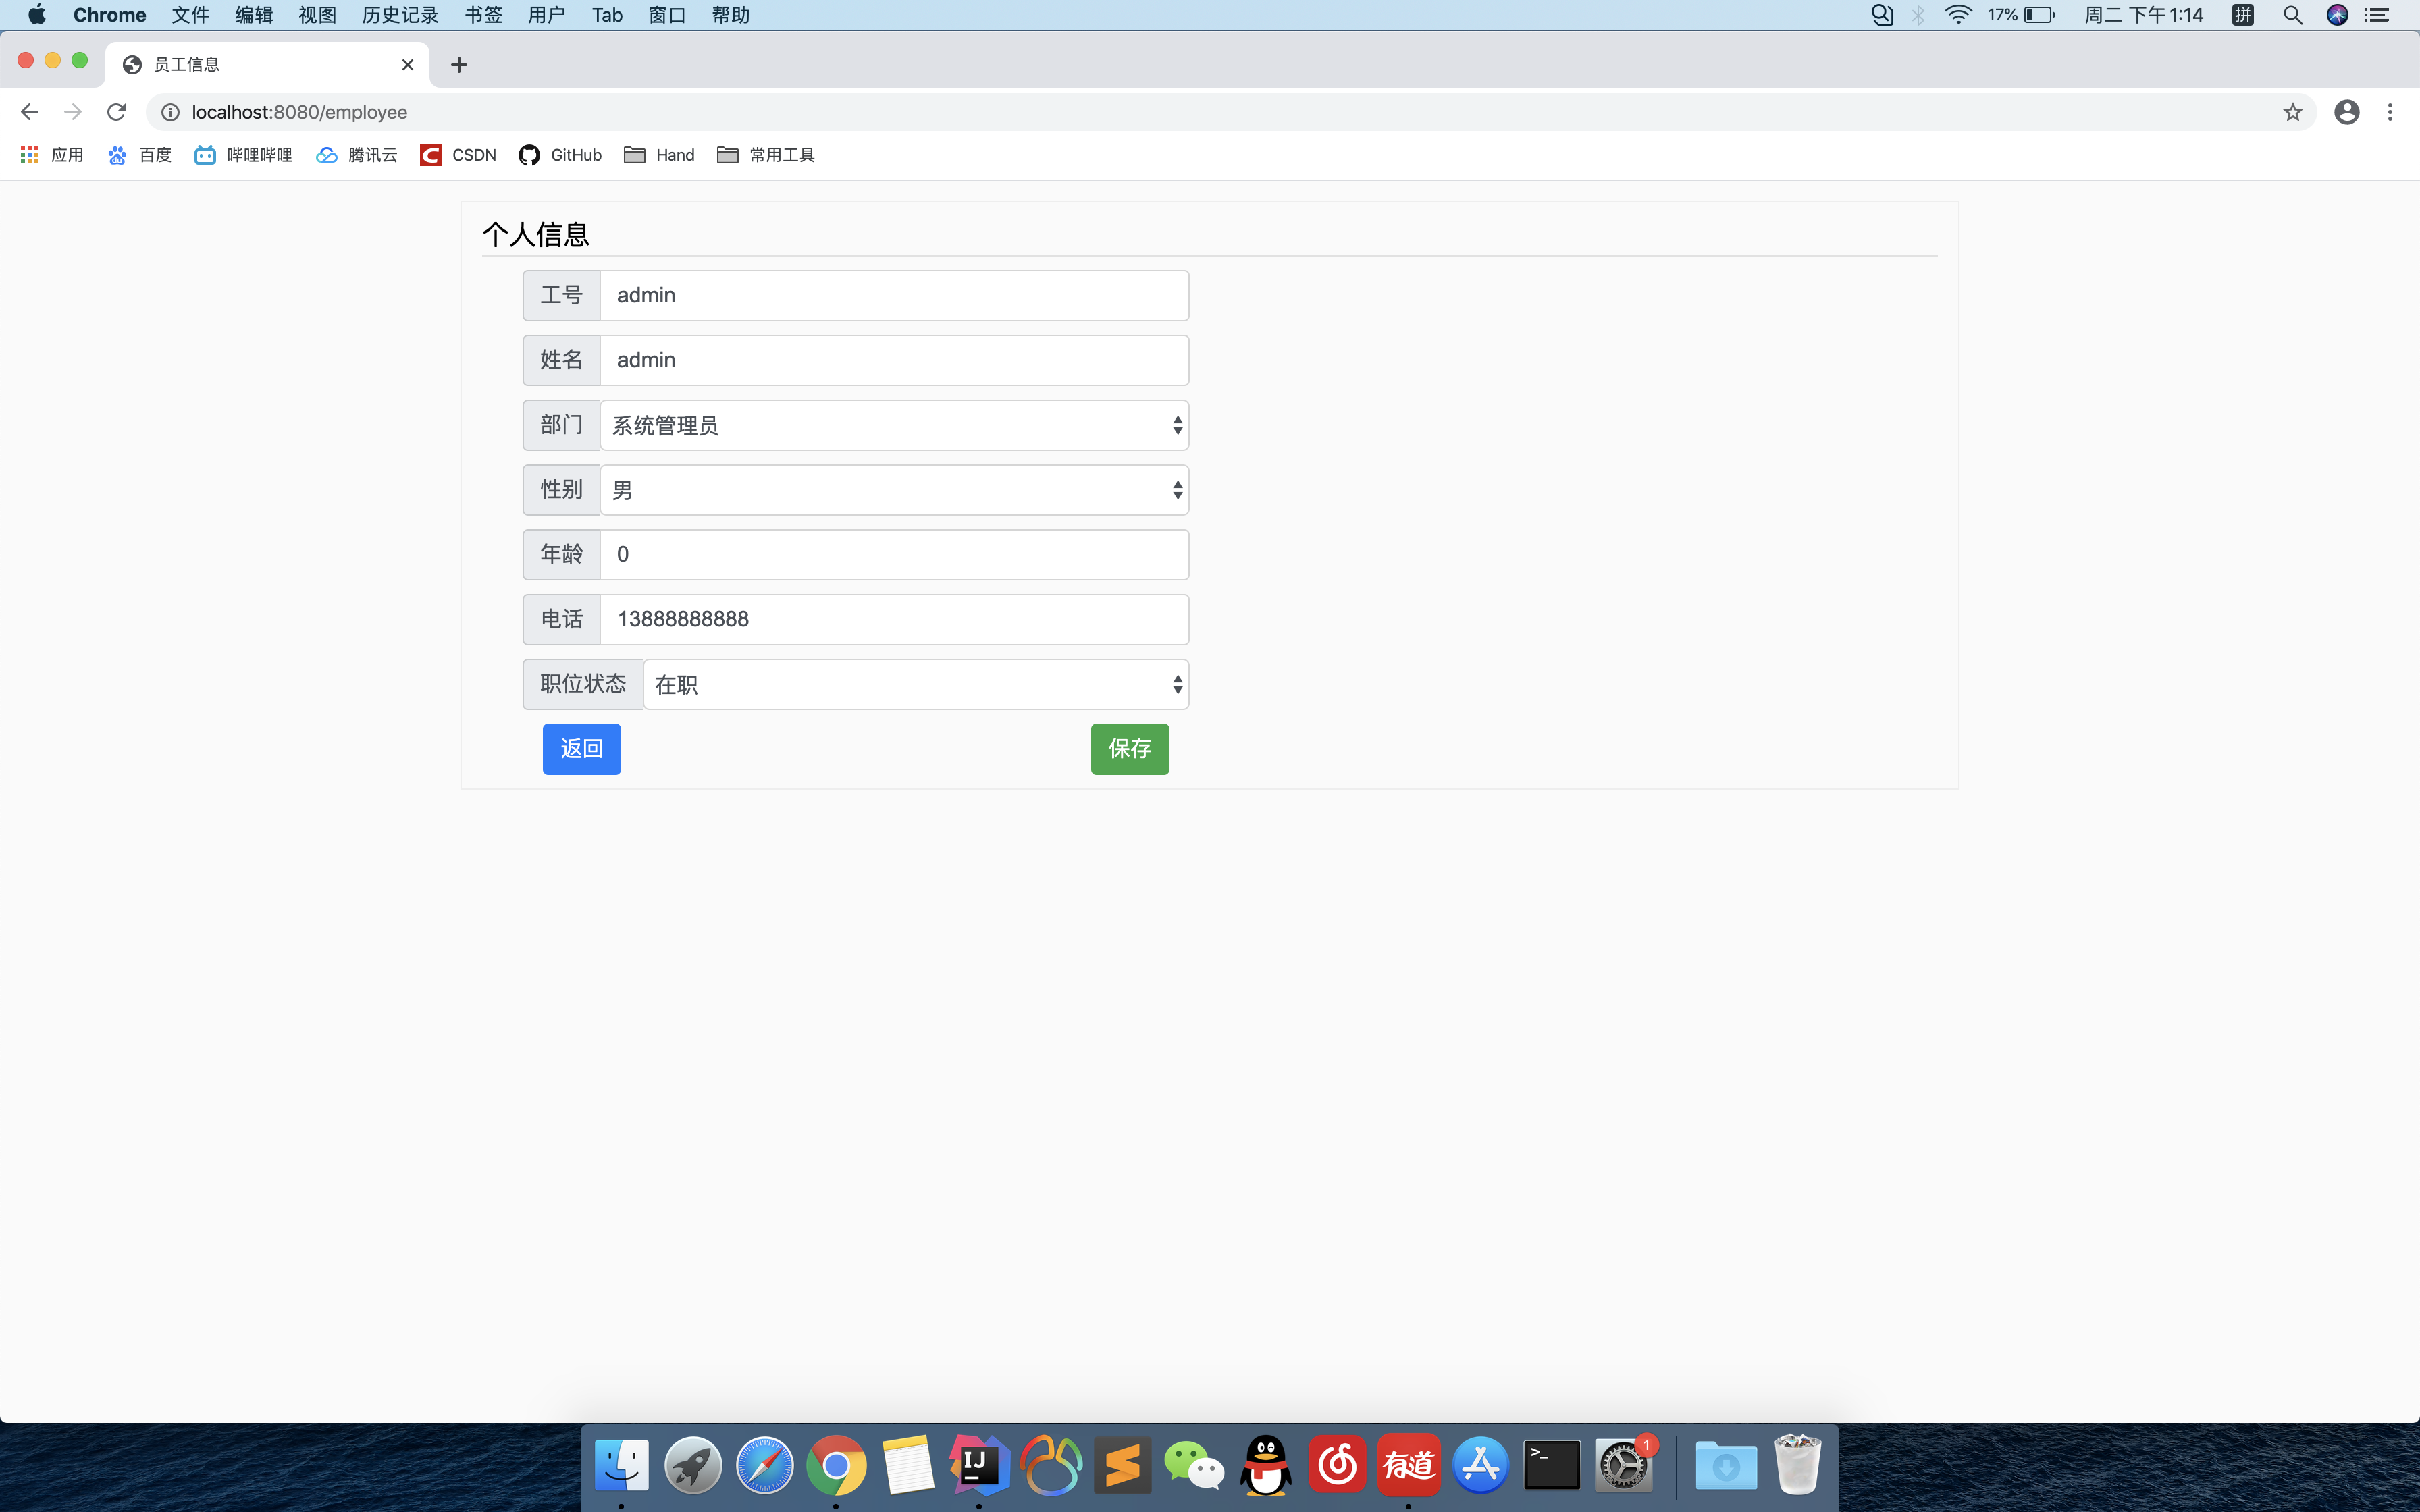 Chrome 文件 编辑 视图 历史记录 书签 用户 Tab 窗口 帮助 17% 周二 下午1:14 拼
员工信息
localhost:8080/employee
应用 百度 哔哩哔哩 腾讯云 CSDN GitHub Hand 常用工具
个人信息
工号 admin
姓名 admin
部门 系统管理员
性别 男
年龄 0
电话 13888888888
职位状态 在职
返回 保存
IJ 有道 >_ 1